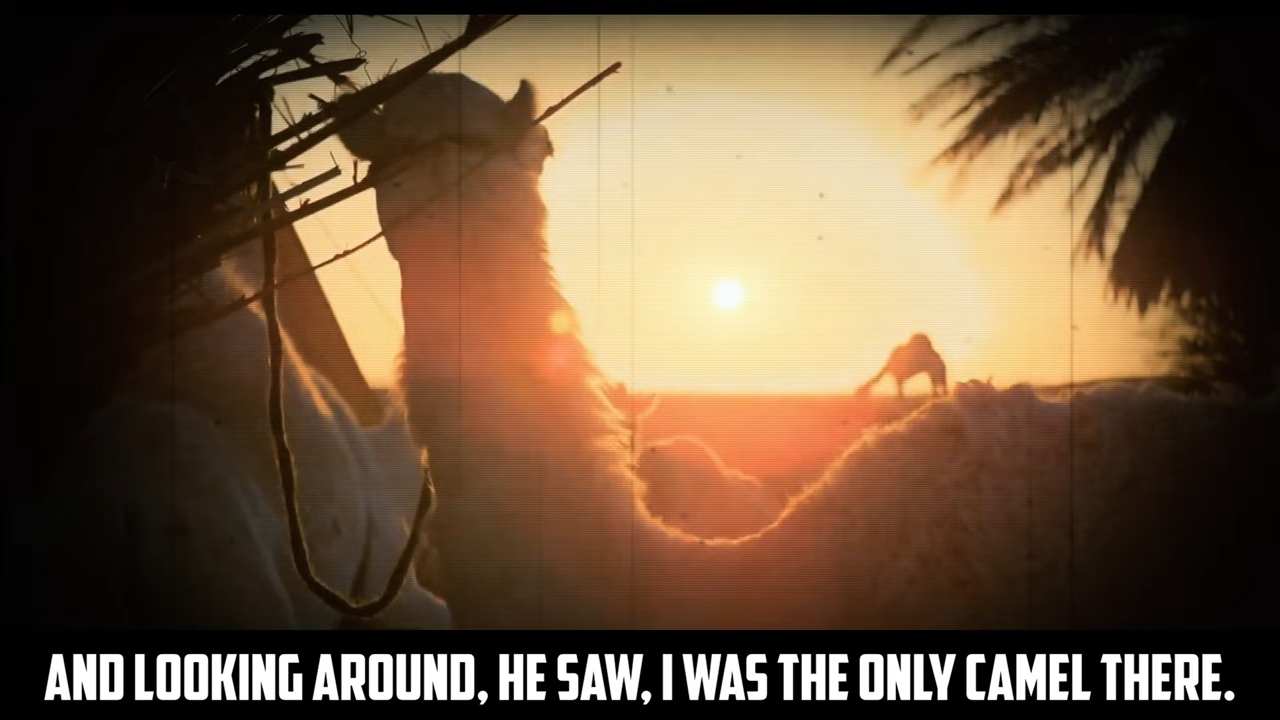 AND LOOKING AROUND, HE SAW, I WAS THE ONLY CAMEL THERE.